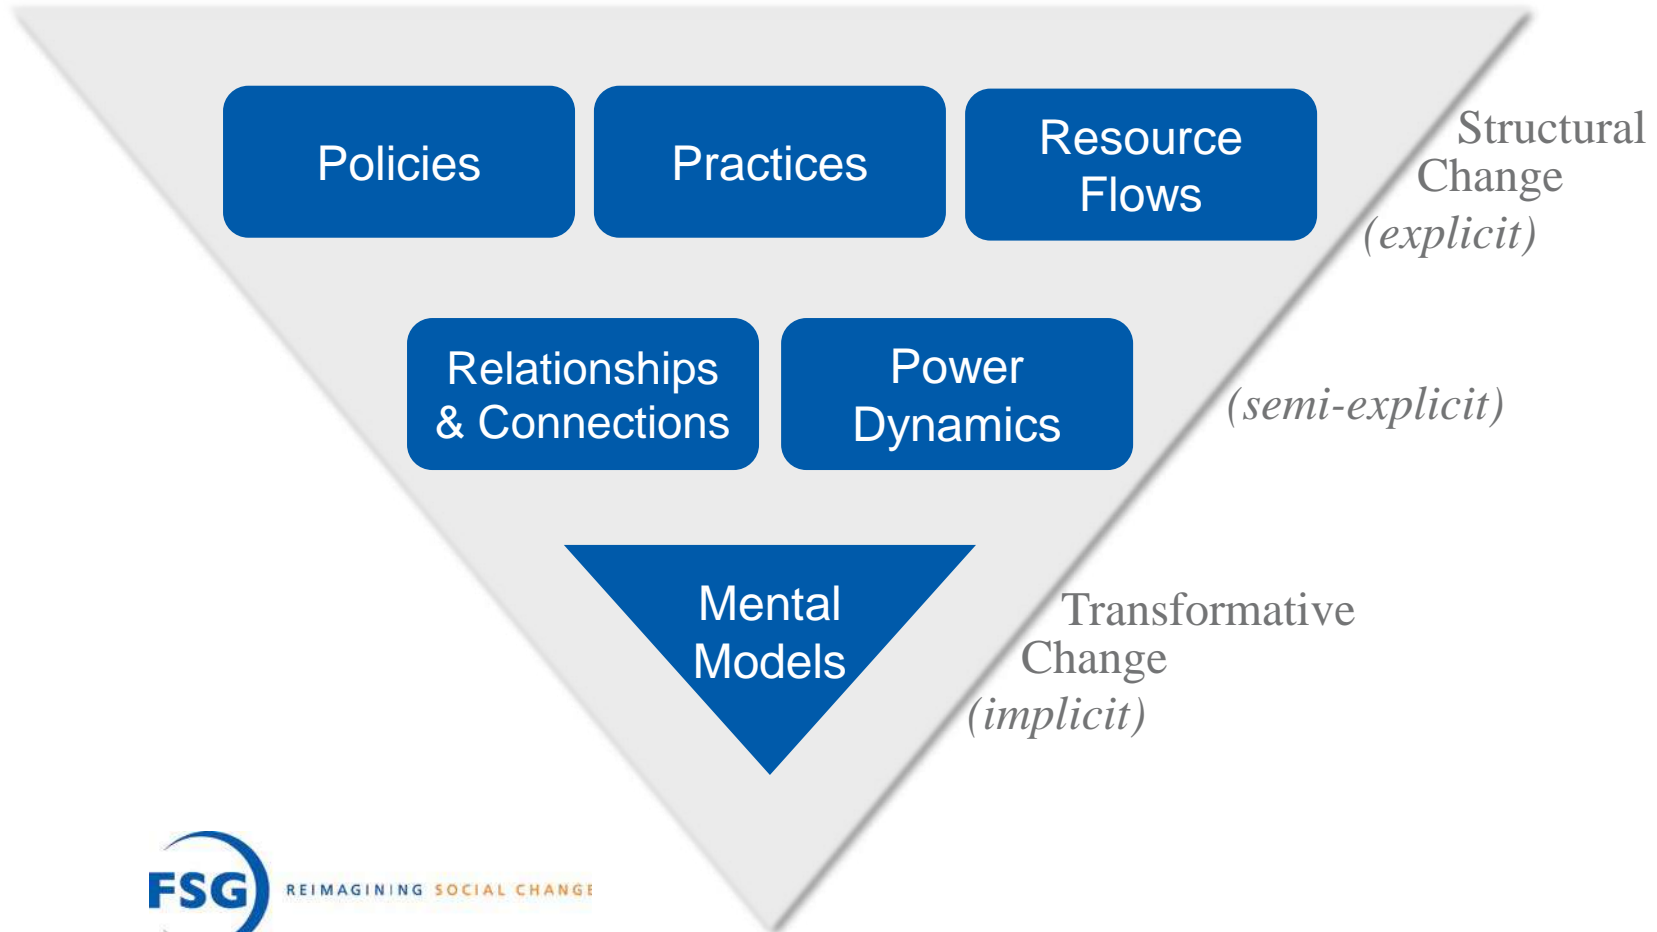 Policies
Practices
Resource
Flows
Structural
Change
(explicit)
Relationships
& Connections
Power
Dynamics
(semi-explicit)
Mental
Models
Transformative
Change
(implicit)
FSG
REIMAGINING SOCIAL CHANGE